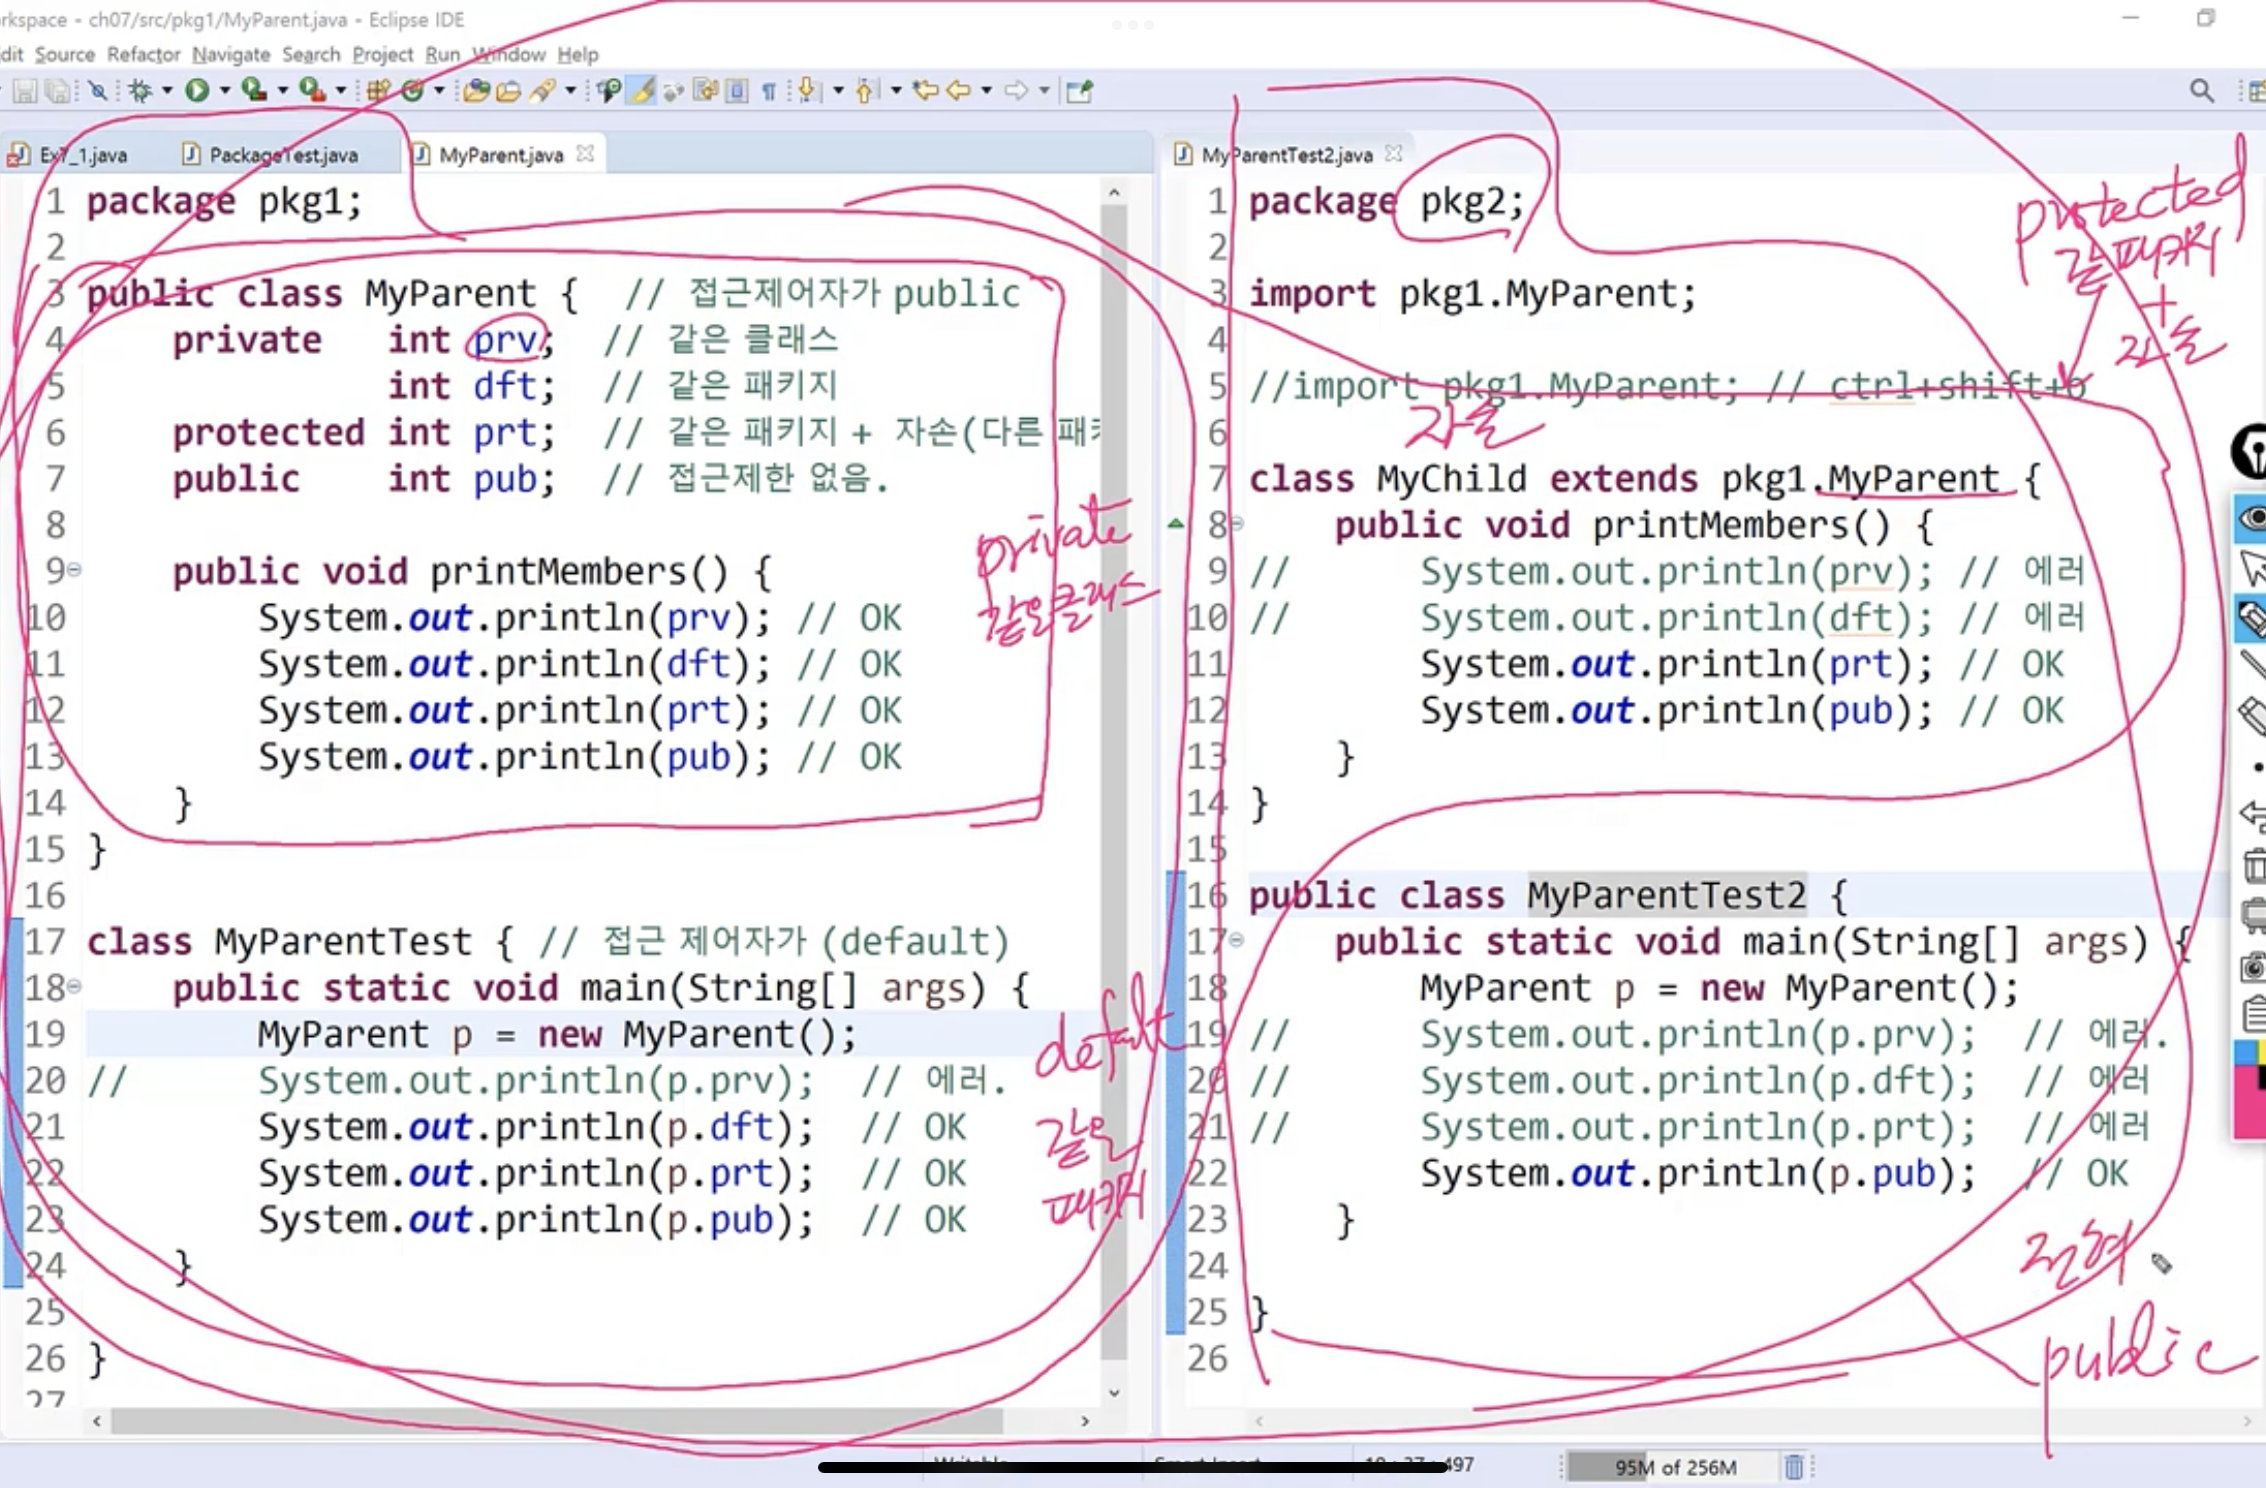 rkspace - ch07/src/pkg1/MyParent.java - Eclipse IDE
dit Source Refactor Navigate Search Project Run Window Help
Ex7_1.java PackageTest.java MyParent.java
1 package pkg1;
2
3 public class MyParent { // 접근제어자가 public
4 private int prv; // 같은 클래스
5 int dft; // 같은 패키지
6 protected int prt; // 같은 패키지 + 자손(다른 패키
7 public int pub; // 접근제한 없음.
8
9 public void printMembers() {
10 System.out.println(prv); // OK
11 System.out.println(dft); // OK
12 System.out.println(prt); // OK
13 System.out.println(pub); // OK
14 }
15 }
16
17 class MyParentTest { // 접근 제어자가 (default)
18 public static void main(String[] args) {
19 MyParent p = new MyParent();
20 // System.out.println(p.prv); // 에러.
21 System.out.println(p.dft); // OK
22 System.out.println(p.prt); // OK
23 System.out.println(p.pub); // OK
24 }
25
26 }
27
private
같은클래스
default
같은
패키지
MyParentTest2.java
1 package pkg2;
2
3 import pkg1.MyParent;
4
5 //import pkg1.MyParent; // ctrl+shift+o
6
자손
7 class MyChild extends pkg1.MyParent {
8 public void printMembers() {
9 // System.out.println(prv); // 에러
10 // System.out.println(dft); // 에러
11 System.out.println(prt); // OK
12 System.out.println(pub); // OK
13 }
14 }
15
16 public class MyParentTest2 {
17 public static void main(String[] args) {
18 MyParent p = new MyParent();
19 // System.out.println(p.prv); // 에러.
20 // System.out.println(p.dft); // 에러
21 // System.out.println(p.prt); // 에러
22 System.out.println(p.pub); // OK
23 }
24
25 }
26
protected
같패키지
+
자손
public
95M of 256M